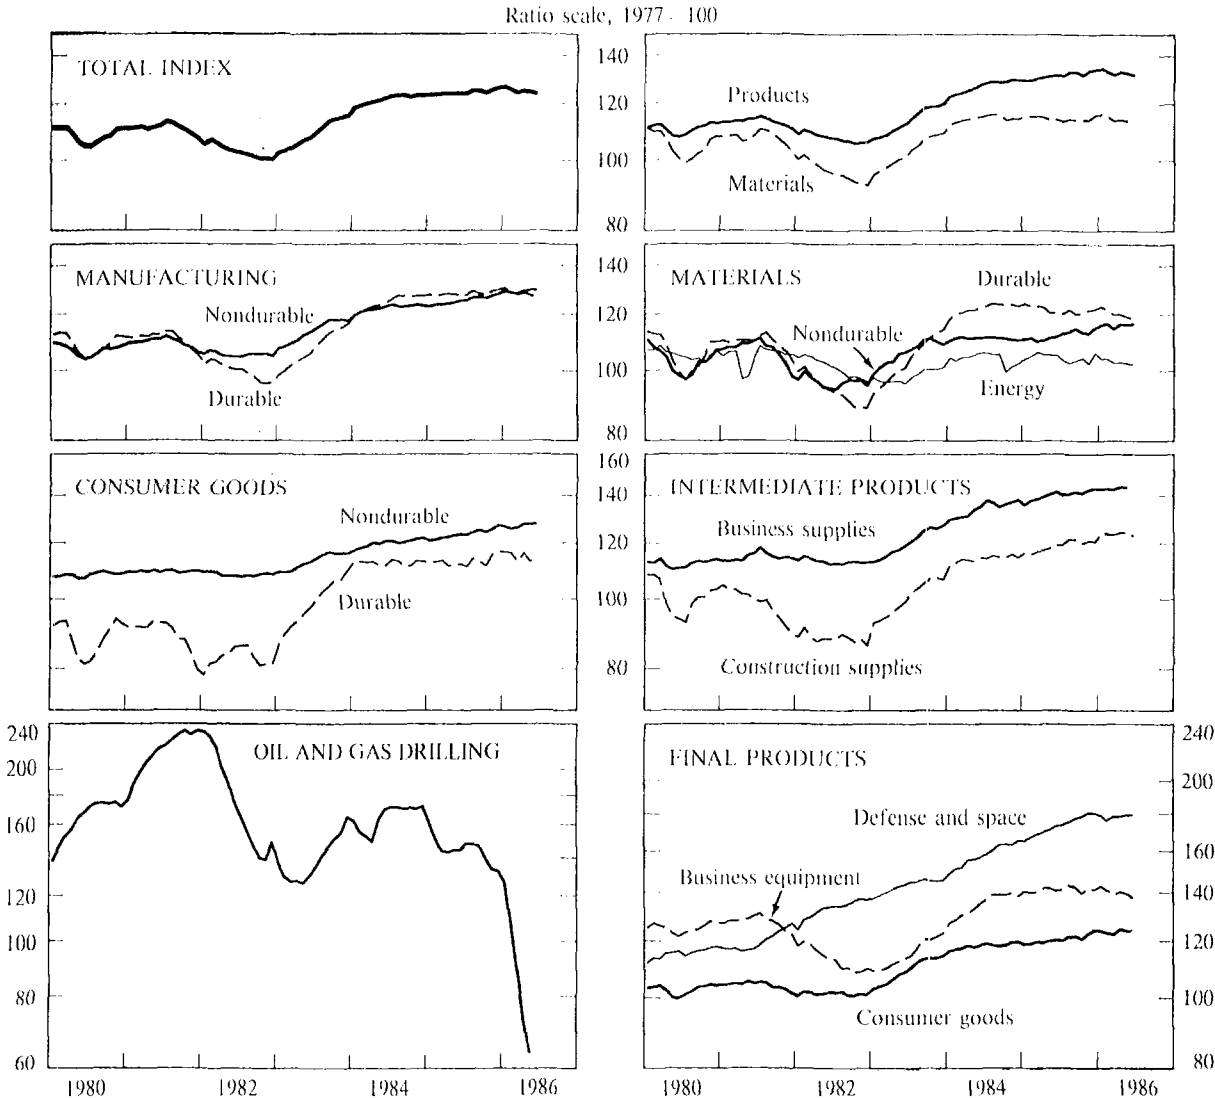 Ratio scale, 1977 = 100
TOTAL INDEX
140
120
100
80
Products
Materials
MANUFACTURING
Nondurable
Durable
MATERIALS
Durable
Nondurable
Energy
140
120
100
80
CONSUMER GOODS
Nondurable
Durable
160
140
120
100
80
INTERMEDIATE PRODUCTS
Business supplies
Construction supplies
OIL AND GAS DRILLING
240
200
160
120
100
80
60
1980 1982 1984 1986
FINAL PRODUCTS
Defense and space
Business equipment
Consumer goods
240
200
160
140
120
100
80
1980 1982 1984 1986